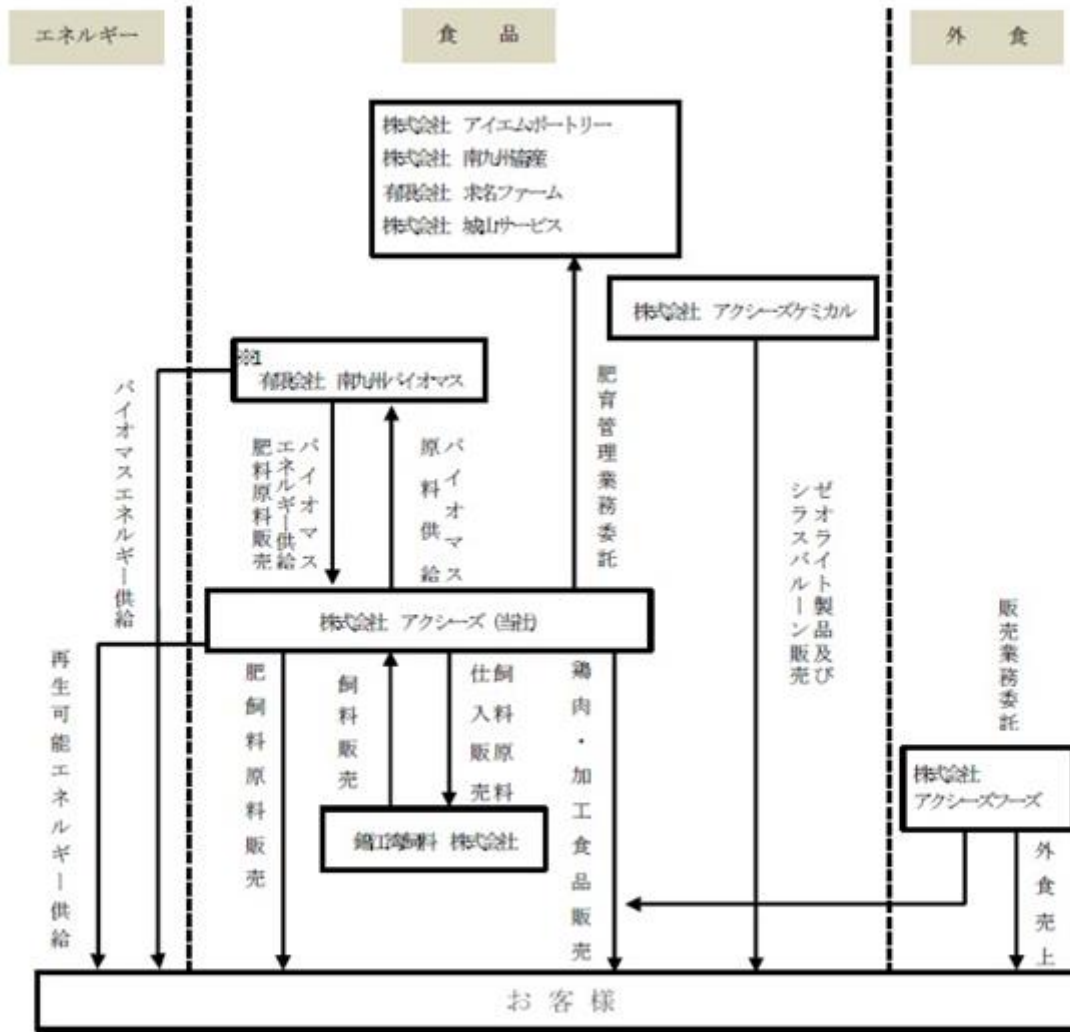 エネルギー
食 品
外 食
株式会社 アイエムポートリー
株式会社 南九州畜産
有限会社 求名ファーム
株式会社 城山サービス
株式会社 アクシーズケミカル
※1
有限会社 南九州バイオマス
バイオマスエネルギー供給
バイオマス
エネルギー供給
肥料原料販売
バイオマス
原料供給
肥育管理業務委託
ゼオライト製品及び
シラスバルーン販売
株式会社 アクシーズ (当社)
再生可能エネルギー供給
肥飼料原料販売
飼料販売
飼料原料
仕入販売
鶏肉・加工食品販売
販売業務委託
株式会社
アクシーズフーズ
錦江湾飼料 株式会社
外食売上
お 客 様